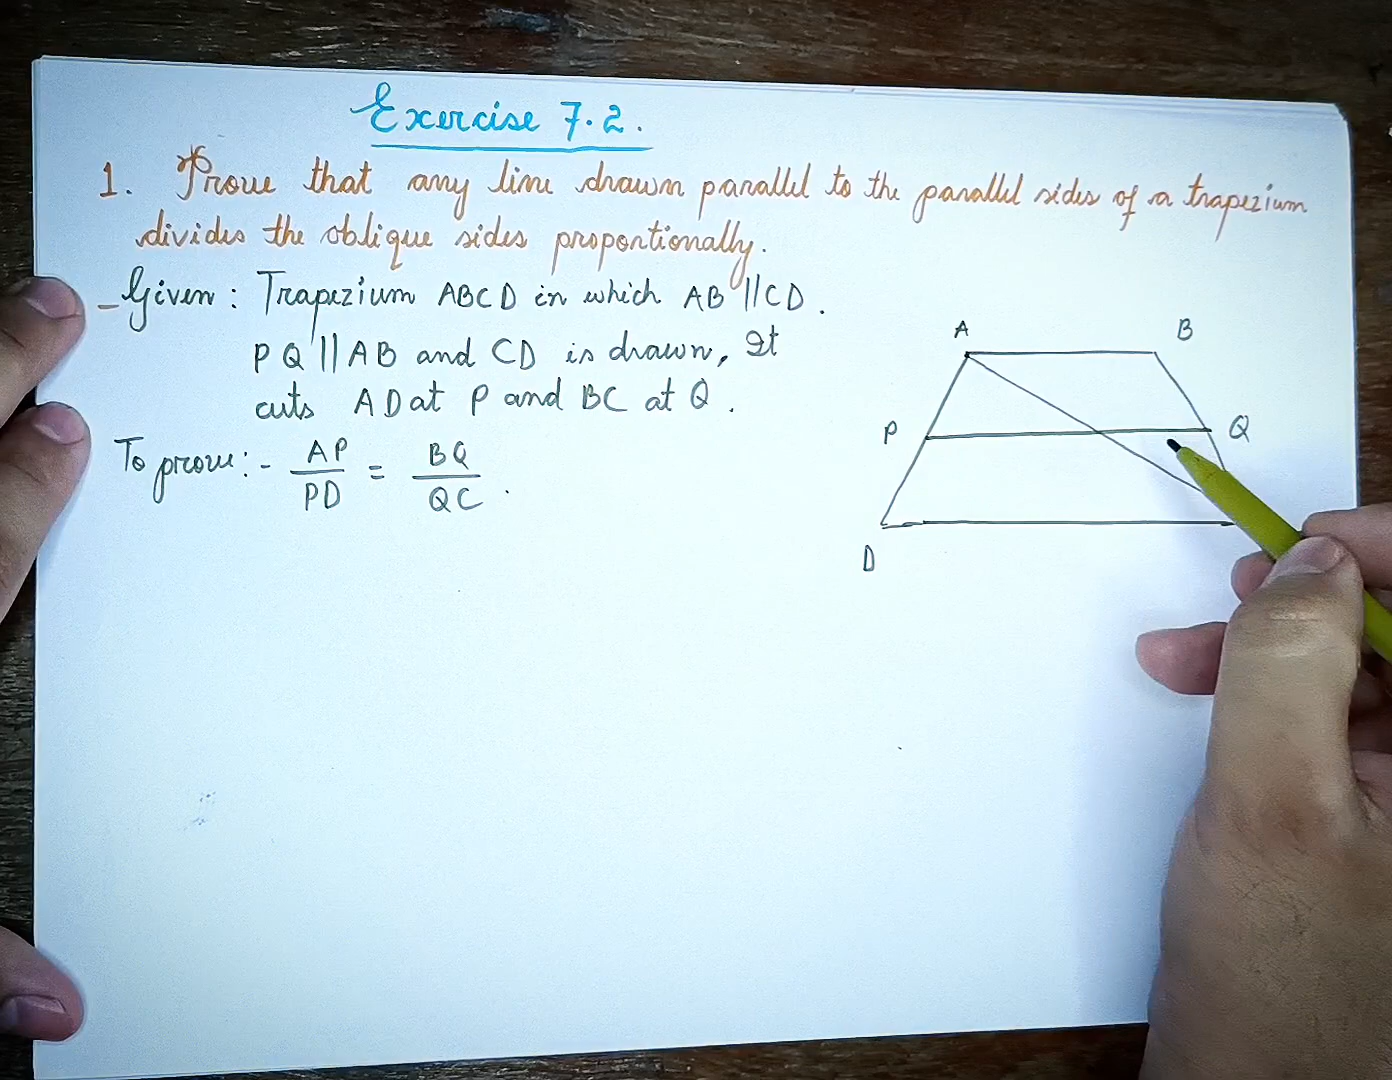 Exercise 7.2.
1. Prove that any line drawn parallel to the parallel sides of a trapezium
divides the oblique sides proportionally.
Given : Trapezium ABCD in which AB || CD.
PQ || AB and CD is drawn, It
cuts AD at P and BC at Q.
To prove:- AP/PD = BQ/QC.
A B
P Q
D